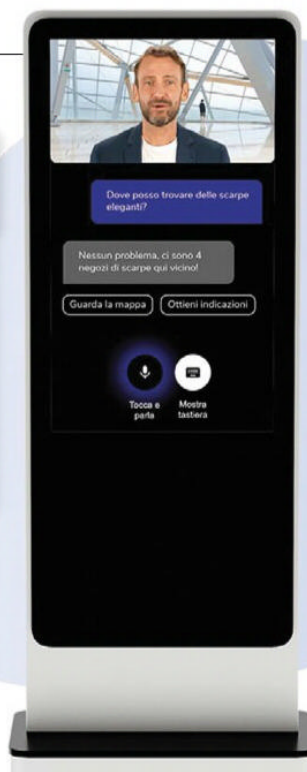 Dove posso trovare delle scarpe
eleganti?
Nessun problema, ci sono 4
negozi di scarpe qui vicino!
Guarda la mappa
Ottieni indicazioni
Tocca e
parla
Mostra
tastiera